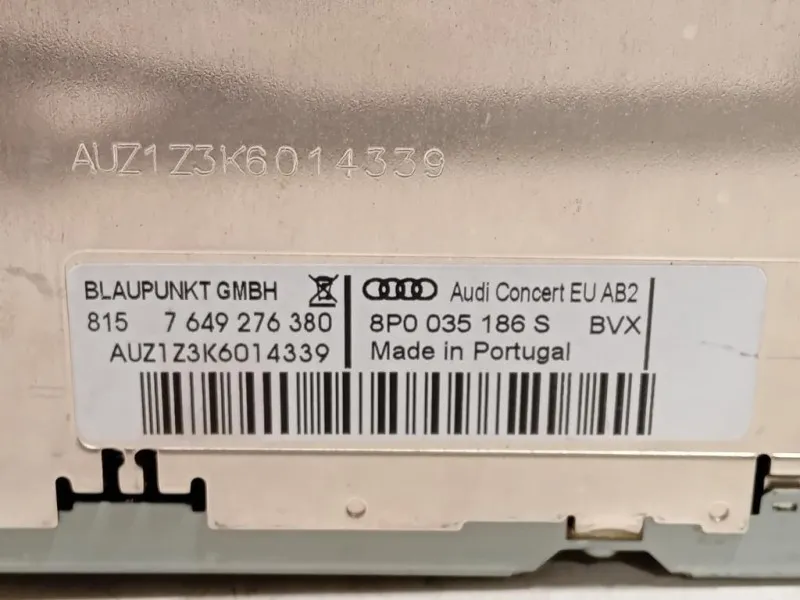 AUZ1Z3K6014339
BLAUPUNKT GMBH
815 7 649 276 380
AUZ1Z3K6014339
Audi Concert EU AB2
8P0 035 186 S BVX
Made in Portugal